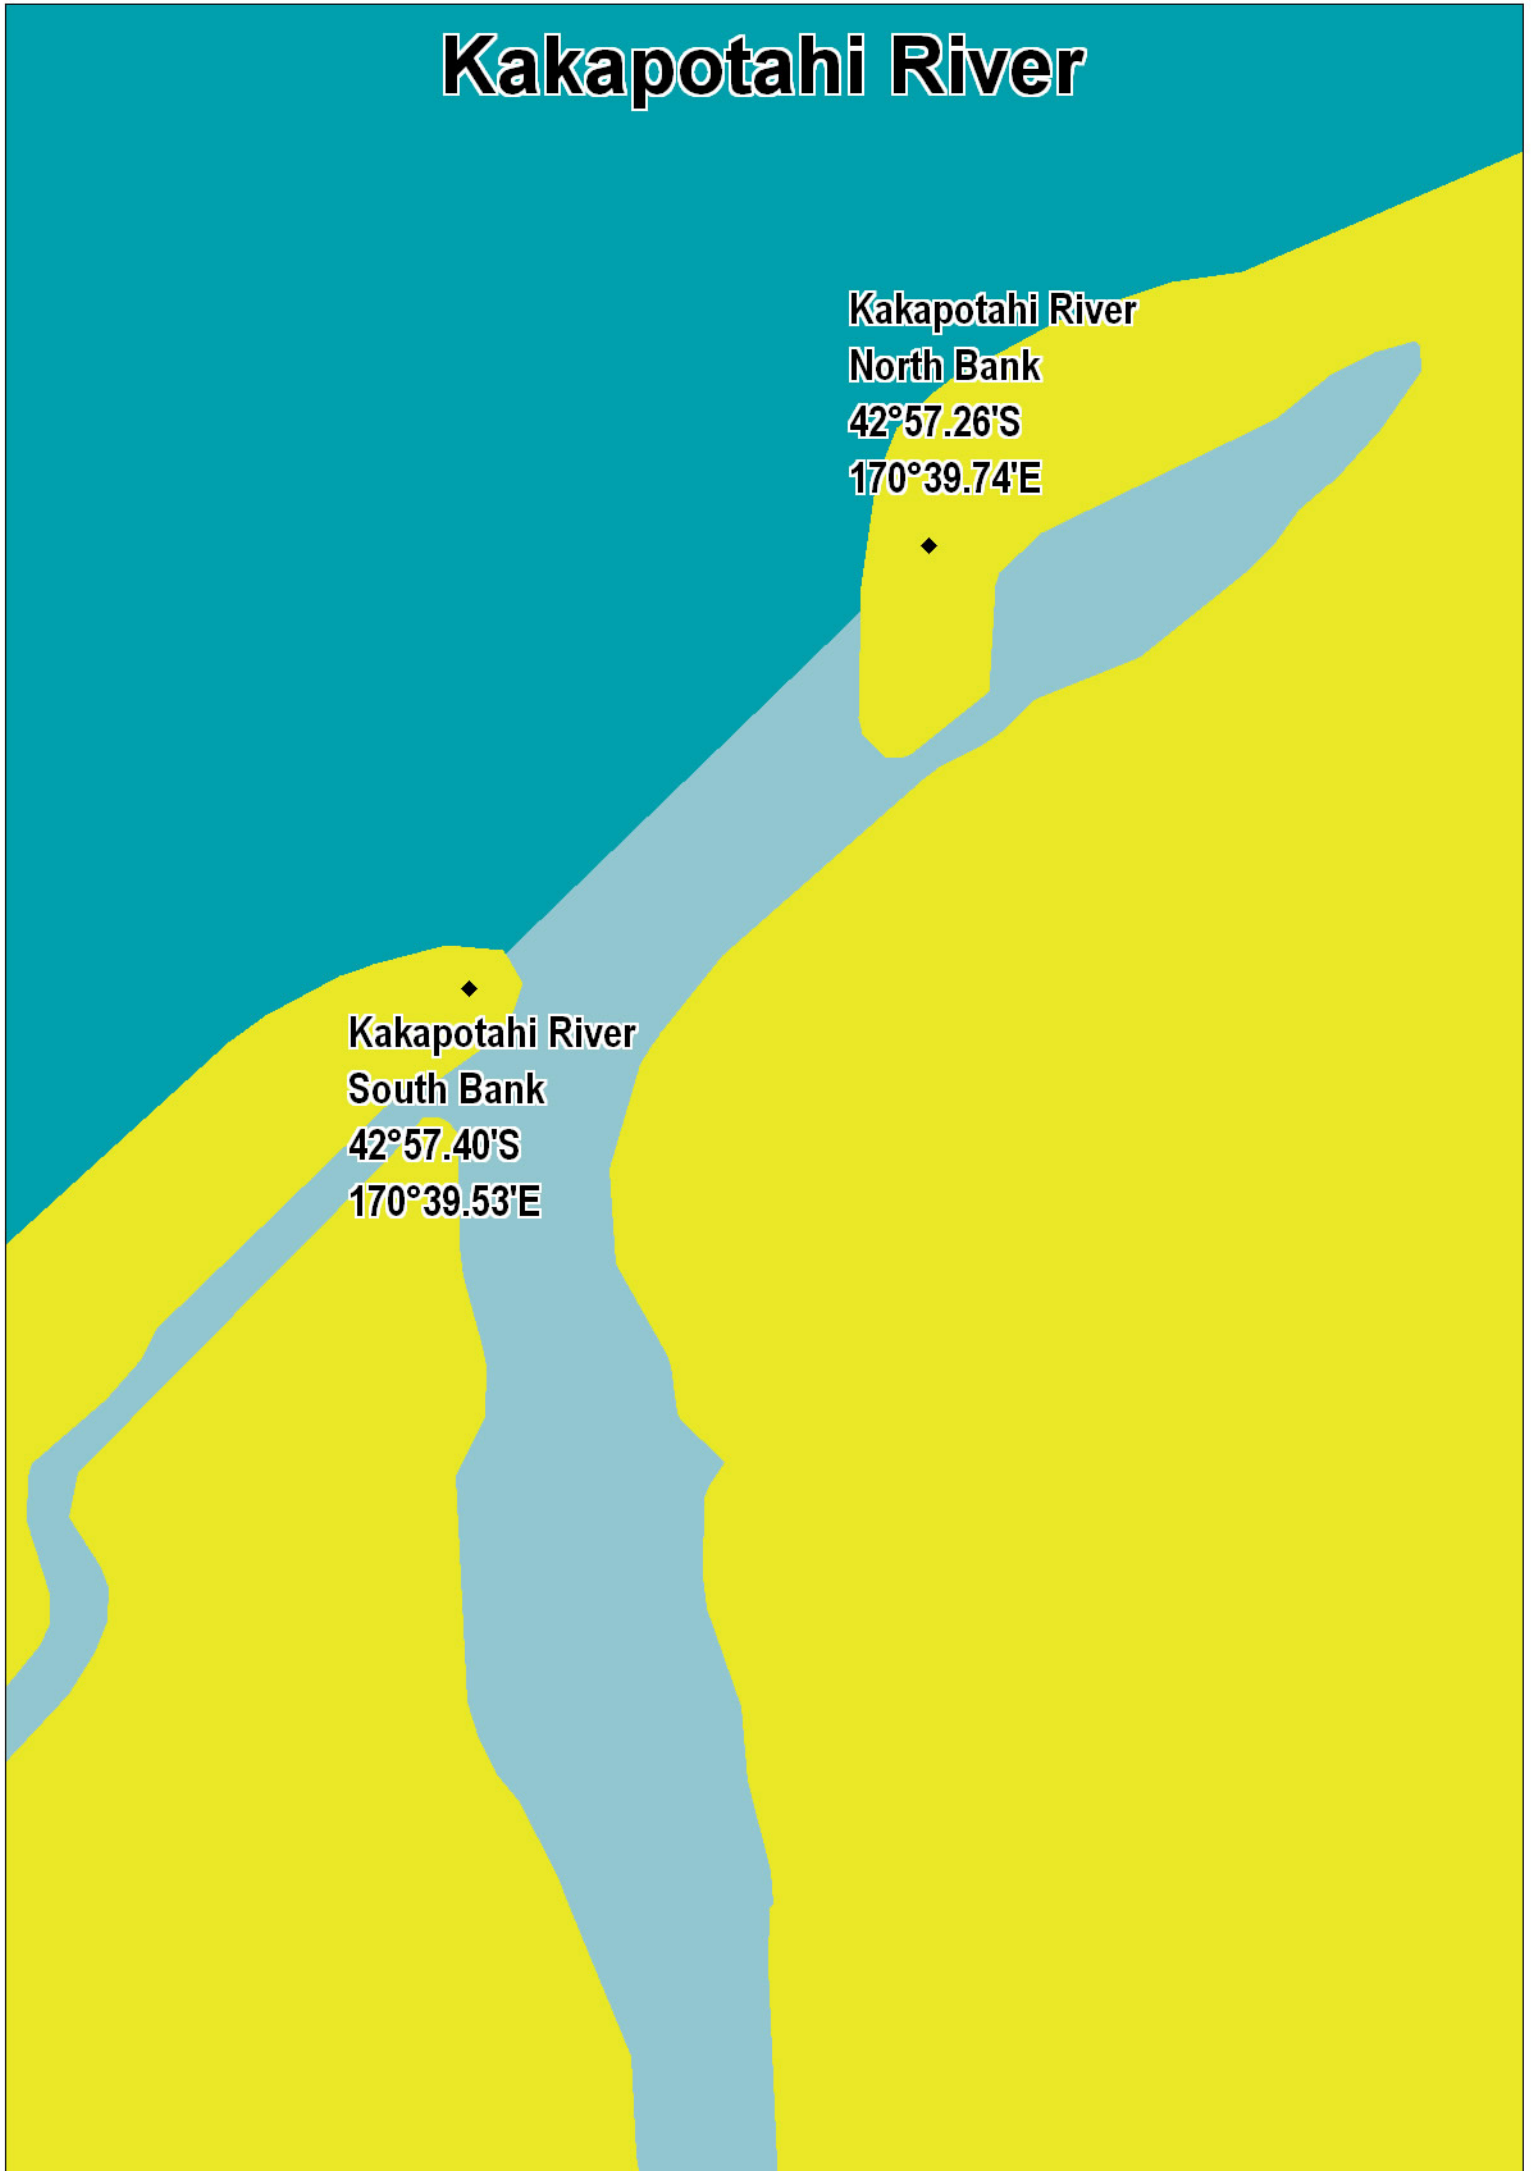 Kakapotahi River
Kakapotahi River
North Bank
42°57.26'S
170°39.74'E
Kakapotahi River
South Bank
42°57.40'S
170°39.53'E